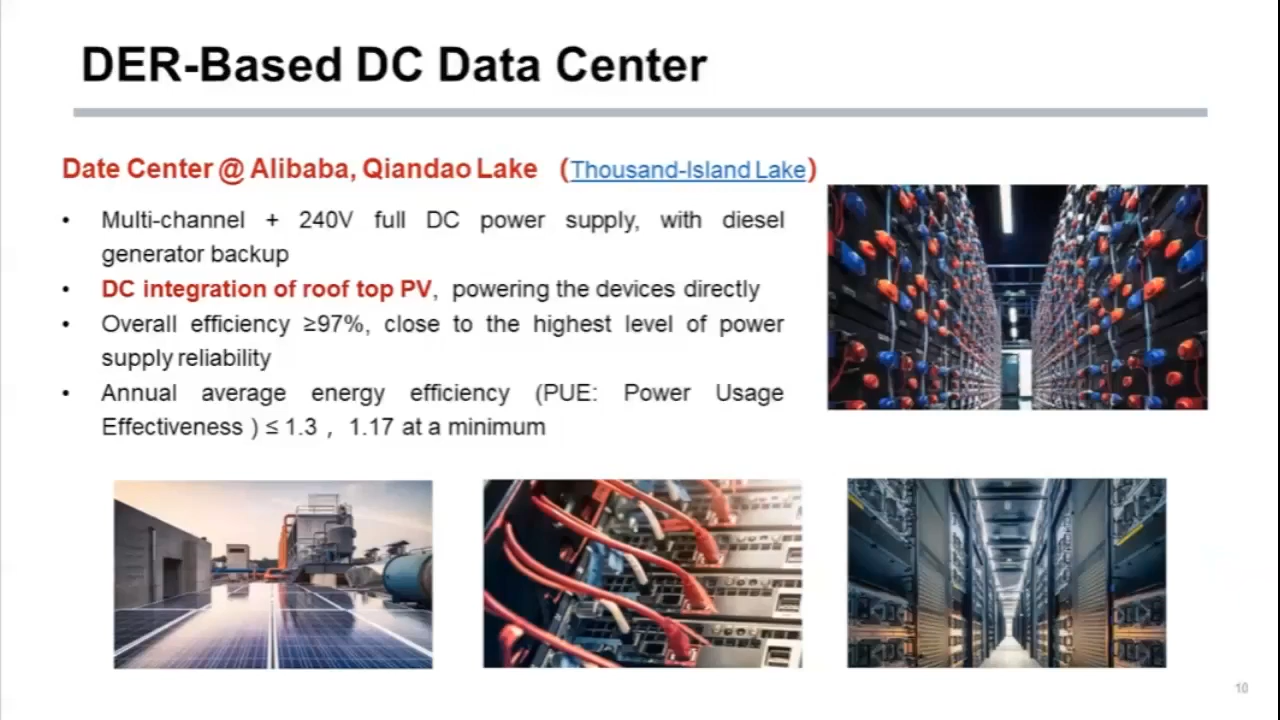 DER-Based DC Data Center
Date Center @ Alibaba, Qiandao Lake (Thousand-Island Lake)
• Multi-channel + 240V full DC power supply, with diesel
generator backup
• DC integration of roof top PV, powering the devices directly
• Overall efficiency ≥97%, close to the highest level of power
supply reliability
• Annual average energy efficiency (PUE: Power Usage
Effectiveness ) ≤ 1.3 , 1.17 at a minimum
10